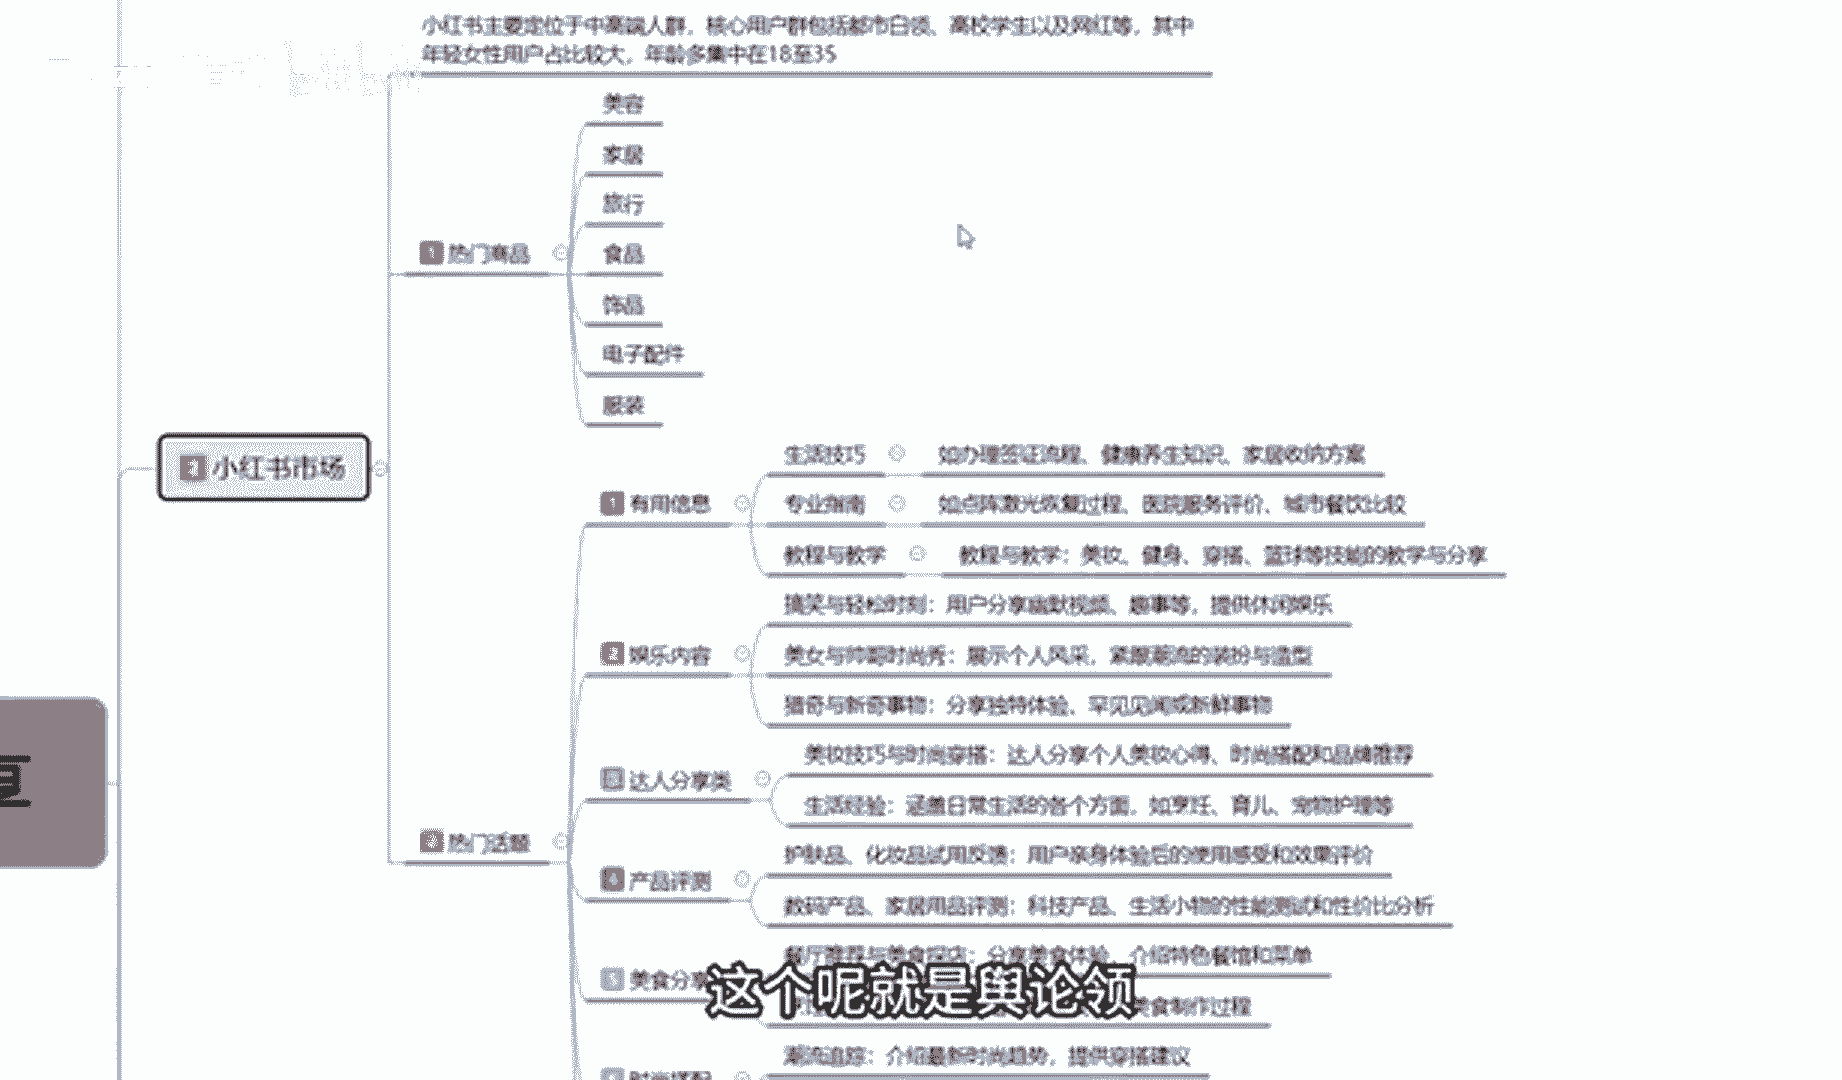 小红书主要定位于中高端人群，核心用户群包括都市白领、高校学生以及网红等，其中
年轻女性用户占比较大，年龄多集中在18至35
美容
家居
旅行
1 热门商品
食品
饰品
电子配件
服装
小红书市场
生活技巧 如办理签证流程、健康养生知识、家居收纳方案
1 有用信息
专业指南 如点阵激光恢复过程、医院服务评价、城市餐饮比较
教程与教学 教程与教学：美妆、健身、穿搭、篮球等技能的教学与分享
搞笑与轻松时刻：用户分享幽默视频、趣事等，提供休闲娱乐
2 娱乐内容
美女与帅哥时尚秀：展示个人风采，紧跟潮流的装扮与造型
猎奇与新奇事物：分享独特体验、罕见见闻或新鲜事物
美妆技巧与时尚穿搭：达人分享个人美妆心得、时尚搭配和品牌推荐
3 达人分享类
生活经验：涵盖日常生活的各个方面，如烹饪、育儿、宠物护理等
2 热门话题
护肤品、化妆品试用反馈：用户亲身体验后的使用感受和效果评价
4 产品评测
数码产品、家居用品评测：科技产品、生活小物的性能测试和性价比分析
餐厅推荐与美食探店：分享美食体验，介绍特色餐馆和菜单
5 美食分享
这个呢就是舆论领
美食制作过程
潮流追踪：介绍最新时尚趋势，提供穿搭建议
时尚搭配